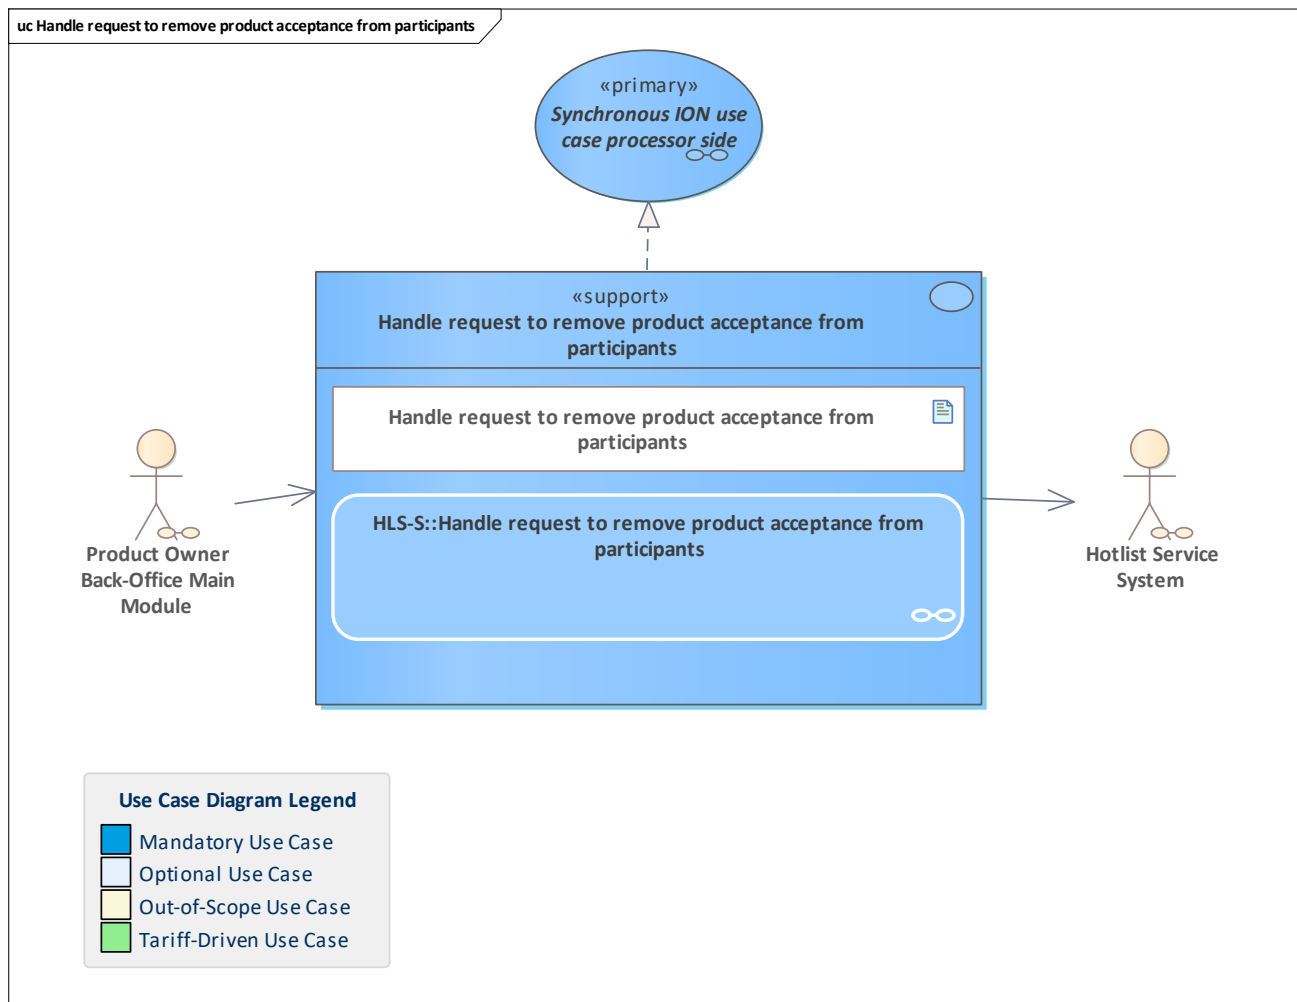 uc Handle request to remove product acceptance from participants
«primary»
Synchronous ION use
case processor side
«support»
Handle request to remove product acceptance from
participants
Handle request to remove product acceptance from
participants
HLS-S::Handle request to remove product acceptance from
participants
Product Owner
Back-Office Main
Module
Hotlist Service
System
Use Case Diagram Legend
Mandatory Use Case
Optional Use Case
Out-of-Scope Use Case
Tariff-Driven Use Case